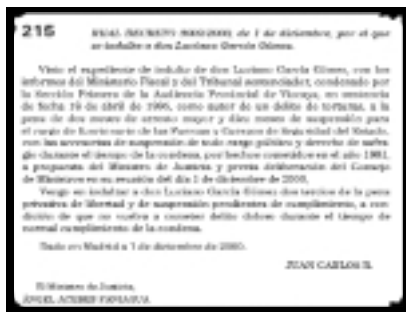 215 REAL DECRETO /2000, de 1 de diciembre, por el que
se indulta a don Luciano García Gómez.
Visto el expediente de indulto de don Luciano García Gómez, con los
informes del Ministerio Fiscal y del Tribunal sentenciador, condenado por
la Sección Primera de la Audiencia Provincial de Vizcaya, en sentencia
de fecha de abril de como autor de un delito de torturas, a la
pena de dos meses de arresto mayor y diez meses de suspensión para
el cargo de funcionario de las Fuerzas y Cuerpos de Seguridad del Estado,
con las accesorias de suspensión de todo cargo público y derecho de sufra-
gio durante el tiempo de la condena, por hechos cometidos en el año
a propuesta del Ministro de Justicia y previa deliberación del Consejo
de Ministros en su reunión del día 1 de diciembre de 2000,
Vengo en indultar a don Luciano García Gómez dos tercios de la pena
privativa de libertad y de suspensión pendientes de cumplimiento, a con-
dición de que no vuelva a cometer delito doloso durante el tiempo de
normal cumplimiento de la condena.
Dado en Madrid a 1 de diciembre de 2000.
JUAN CARLOS R.
El Ministro de Justicia,
ÁNGEL ACEBES PANIAGUA